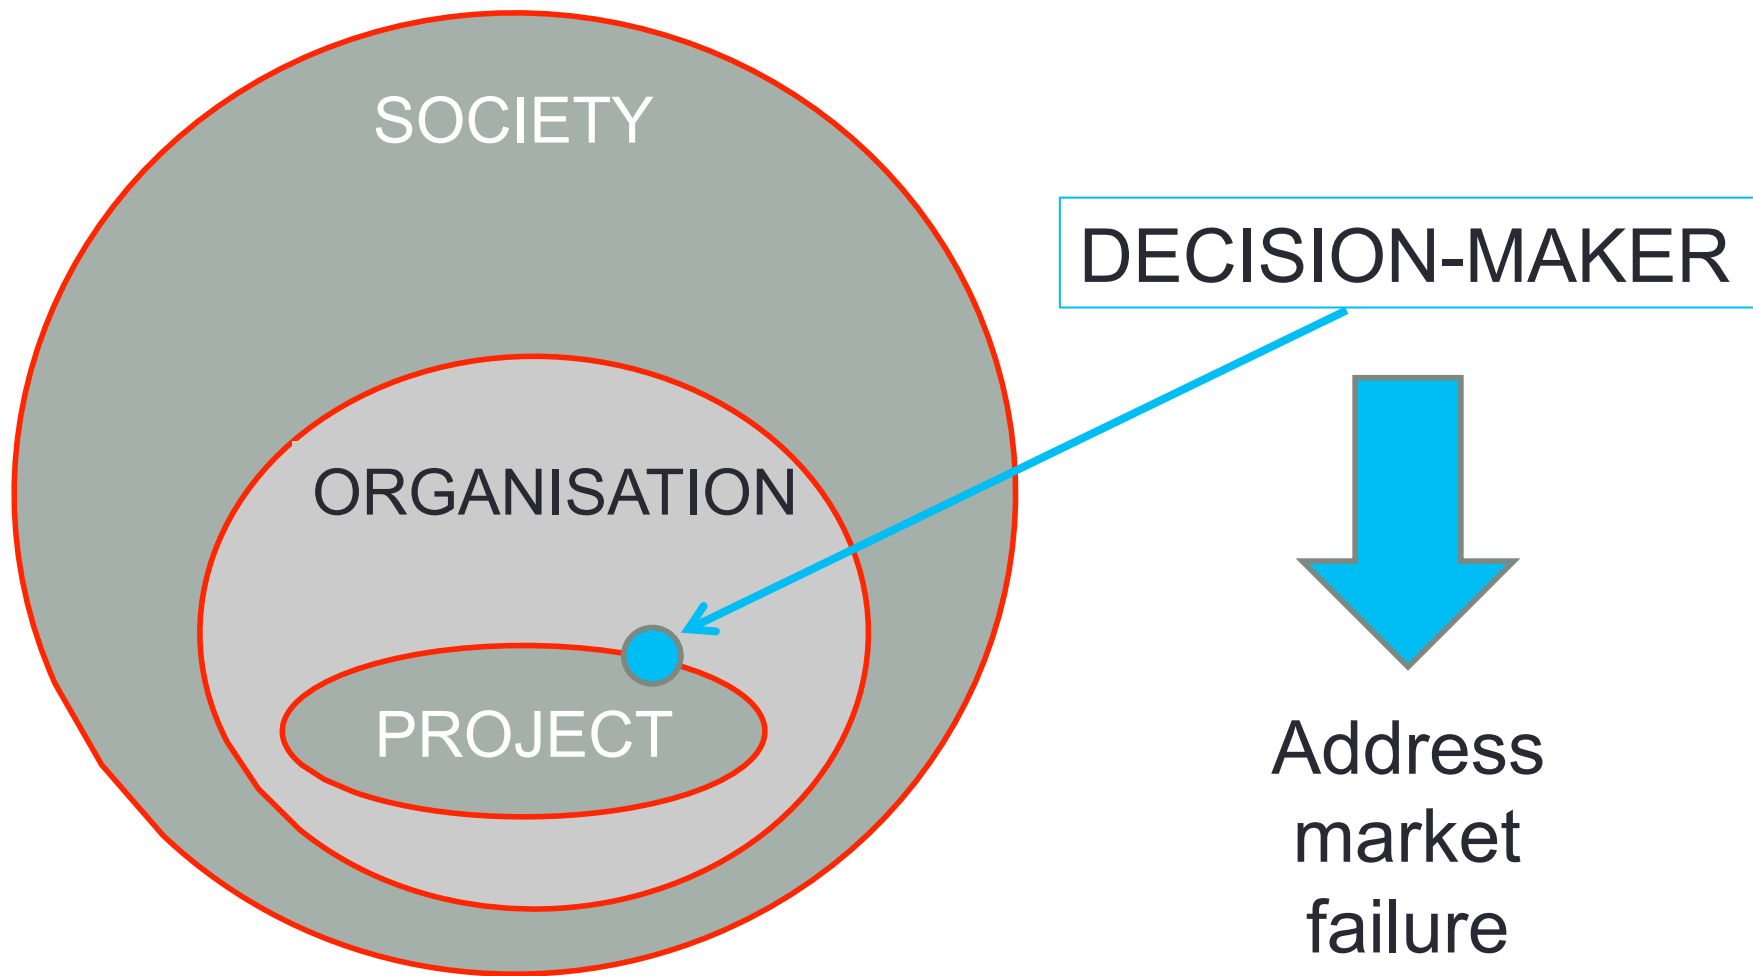 SOCIETY
DECISION-MAKER
ORGANISATION
PROJECT
Address
market
failure